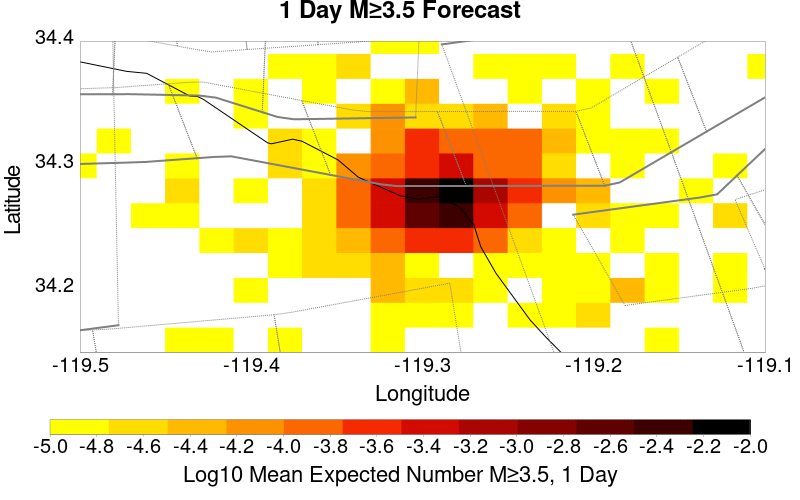 1 Day M≥3.5 Forecast
34.4
34.3
34.2
Latitude
-119.5 -119.4 -119.3 -119.2 -119.1
Longitude
-5.0 -4.8 -4.6 -4.4 -4.2 -4.0 -3.8 -3.6 -3.4 -3.2 -3.0 -2.8 -2.6 -2.4 -2.2 -2.0
Log10 Mean Expected Number M≥3.5, 1 Day